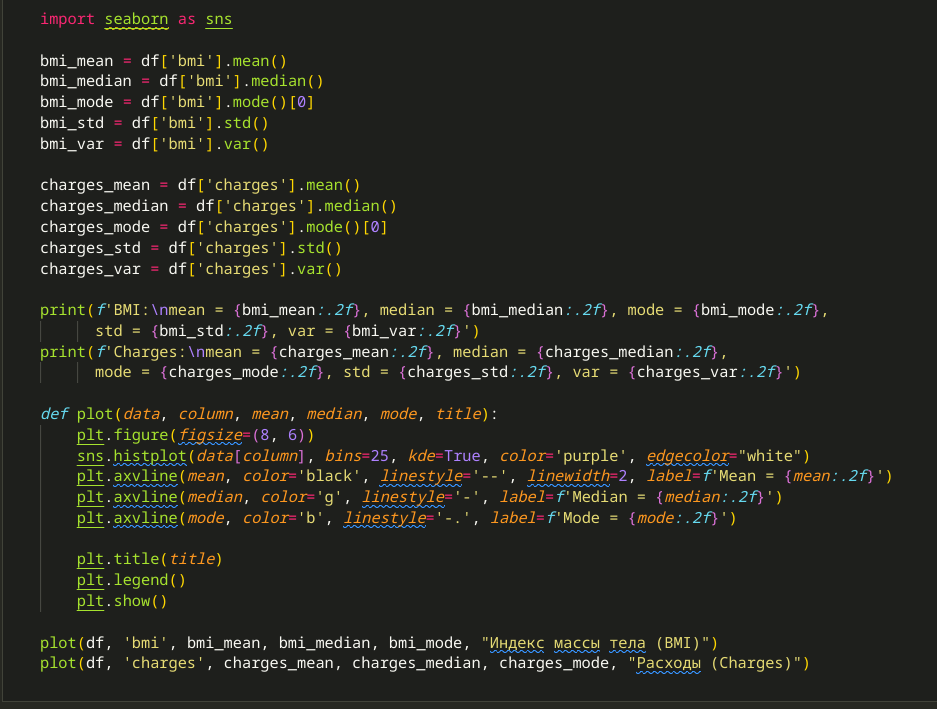 import seaborn as sns

bmi_mean = df['bmi'].mean()
bmi_median = df['bmi'].median()
bmi_mode = df['bmi'].mode()[0]
bmi_std = df['bmi'].std()
bmi_var = df['bmi'].var()

charges_mean = df['charges'].mean()
charges_median = df['charges'].median()
charges_mode = df['charges'].mode()[0]
charges_std = df['charges'].std()
charges_var = df['charges'].var()

print(f'BMI:\nmean = {bmi_mean:.2f}, median = {bmi_median:.2f}, mode = {bmi_mode:.2f},
      std = {bmi_std:.2f}, var = {bmi_var:.2f}')
print(f'Charges:\nmean = {charges_mean:.2f}, median = {charges_median:.2f},
      mode = {charges_mode:.2f}, std = {charges_std:.2f}, var = {charges_var:.2f}')

def plot(data, column, mean, median, mode, title):
    plt.figure(figsize=(8, 6))
    sns.histplot(data[column], bins=25, kde=True, color='purple', edgecolor="white")
    plt.axvline(mean, color='black', linestyle='--', linewidth=2, label=f'Mean = {mean:.2f}')
    plt.axvline(median, color='g', linestyle='-', label=f'Median = {median:.2f}')
    plt.axvline(mode, color='b', linestyle='-.', label=f'Mode = {mode:.2f}')

    plt.title(title)
    plt.legend()
    plt.show()

plot(df, 'bmi', bmi_mean, bmi_median, bmi_mode, "Индекс массы тела (BMI)")
plot(df, 'charges', charges_mean, charges_median, charges_mode, "Расходы (Charges)")